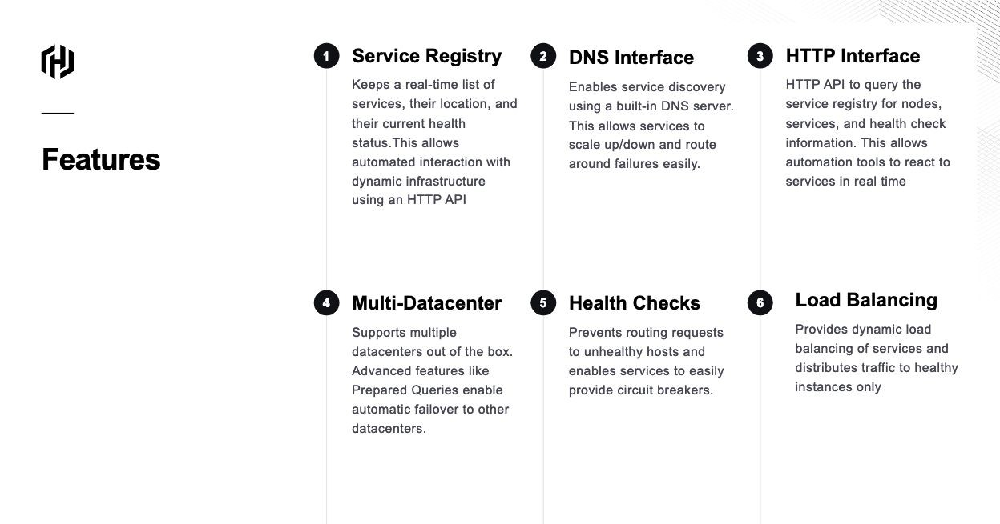 Features
1
Service Registry
Keeps a real-time list of
services, their location, and
their current health
status.This allows
automated interaction with
dynamic infrastructure
using an HTTP API
2
DNS Interface
Enables service discovery
using a built-in DNS server.
This allows services to
scale up/down and route
around failures easily.
3
HTTP Interface
HTTP API to query the
service registry for nodes,
services, and health check
information. This allows
automation tools to react to
services in real time
4
Multi-Datacenter
Supports multiple
datacenters out of the box.
Advanced features like
Prepared Queries enable
automatic failover to other
datacenters.
5
Health Checks
Prevents routing requests
to unhealthy hosts and
enables services to easily
provide circuit breakers.
6
Load Balancing
Provides dynamic load
balancing of services and
distributes traffic to healthy
instances only